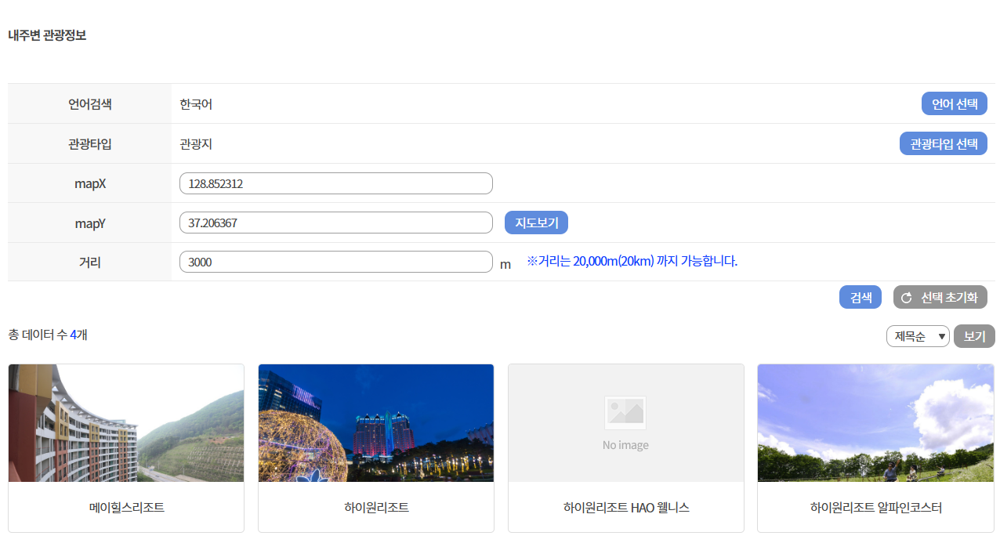 내주변 관광정보
언어검색 한국어 언어 선택
관광타입 관광지 관광타입 선택
mapX 128.852312
mapY 37.206367 지도보기
거리 3000 m ※거리는 20,000m(20km) 까지 가능합니다.
검색 선택 초기화
총 데이터 수 4개 제목순 ▼ 보기
No image
메이힐스리조트 하이원리조트 하이원리조트 HAO 웰니스 하이원리조트 알파인코스터